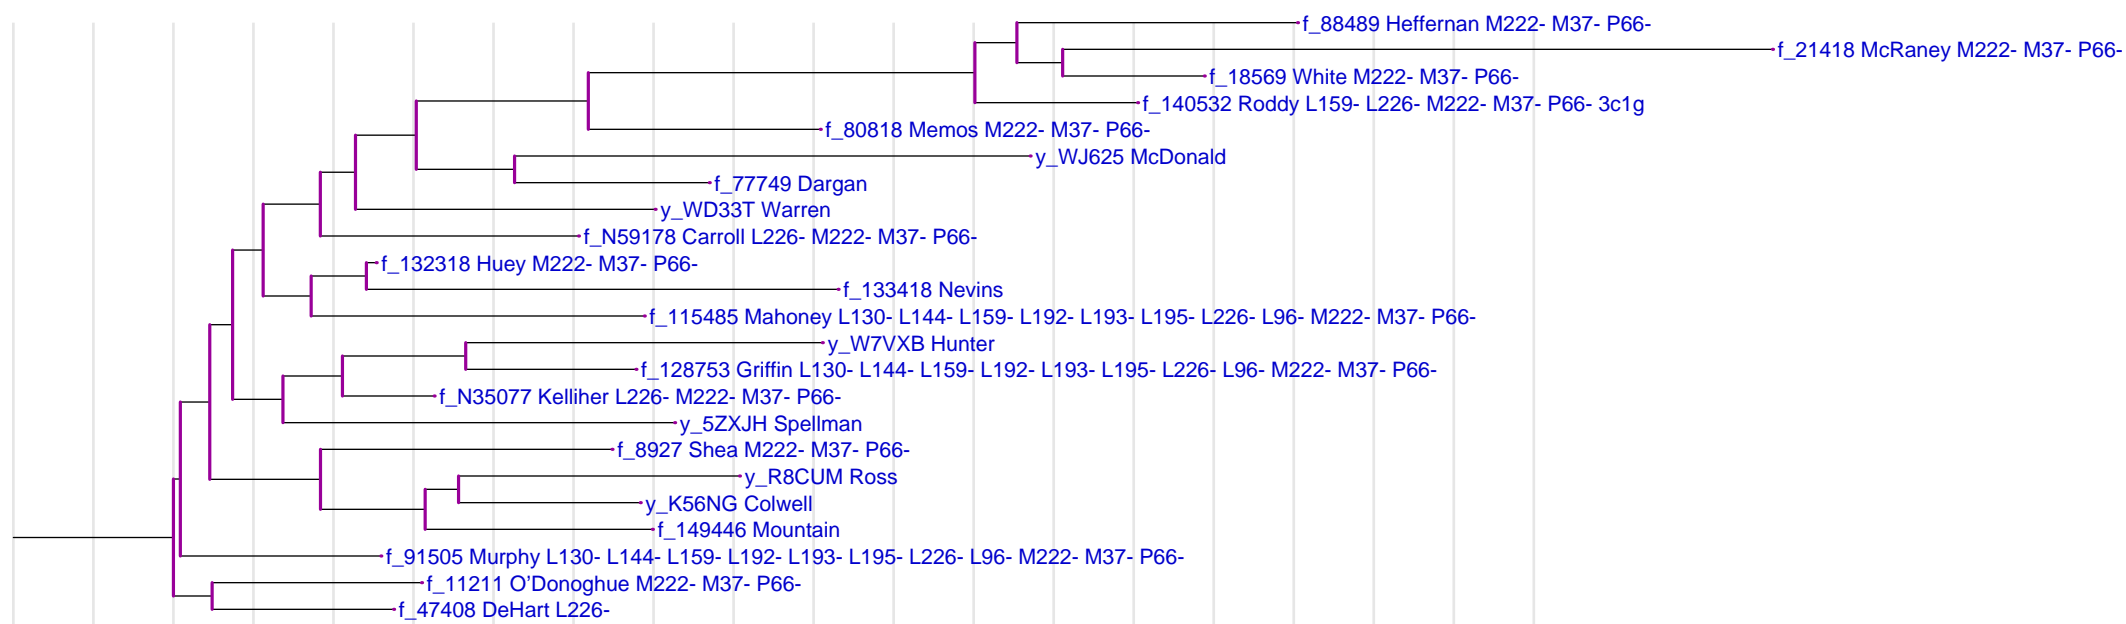 f_88489 Heffernan M222- M37- P66-
f_21418 McRaney M222- M37- P66-
f_18569 White M222- M37- P66-
f_140532 Roddy L159- L226- M222- M37- P66- 3c1g
f_80818 Memos M222- M37- P66-
y_WJ625 McDonald
f_77749 Dargan
y_WD33T Warren
f_N59178 Carroll L226- M222- M37- P66-
f_132318 Huey M222- M37- P66-
f_133418 Nevins
f_115485 Mahoney L130- L144- L159- L192- L193- L195- L226- L96- M222- M37- P66-
y_W7VXB Hunter
f_128753 Griffin L130- L144- L159- L192- L193- L195- L226- L96- M222- M37- P66-
f_N35077 Kelliher L226- M222- M37- P66-
y_5ZXJH Spellman
f_8927 Shea M222- M37- P66-
y_R8CUM Ross
y_K56NG Colwell
f_149446 Mountain
f_91505 Murphy L130- L144- L159- L192- L193- L195- L226- L96- M222- M37- P66-
f_11211 O'Donoghue M222- M37- P66-
f_47408 DeHart L226-